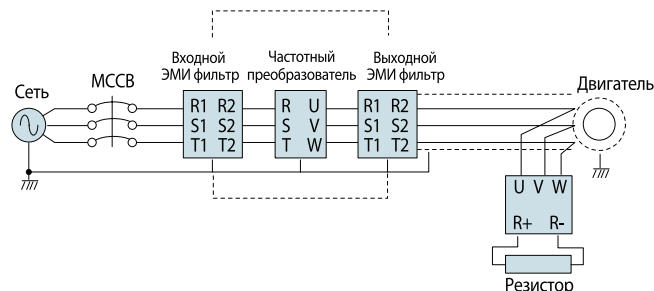 Входной
ЭМИ фильтр
Частотный
преобразователь
Выходной
ЭМИ фильтр
Сеть
МССВ
Двигатель
R1 R2
S1 S2
T1 T2
R U
S V
T W
R1 R2
S1 S2
T1 T2
U V W
R+ R-
Резистор